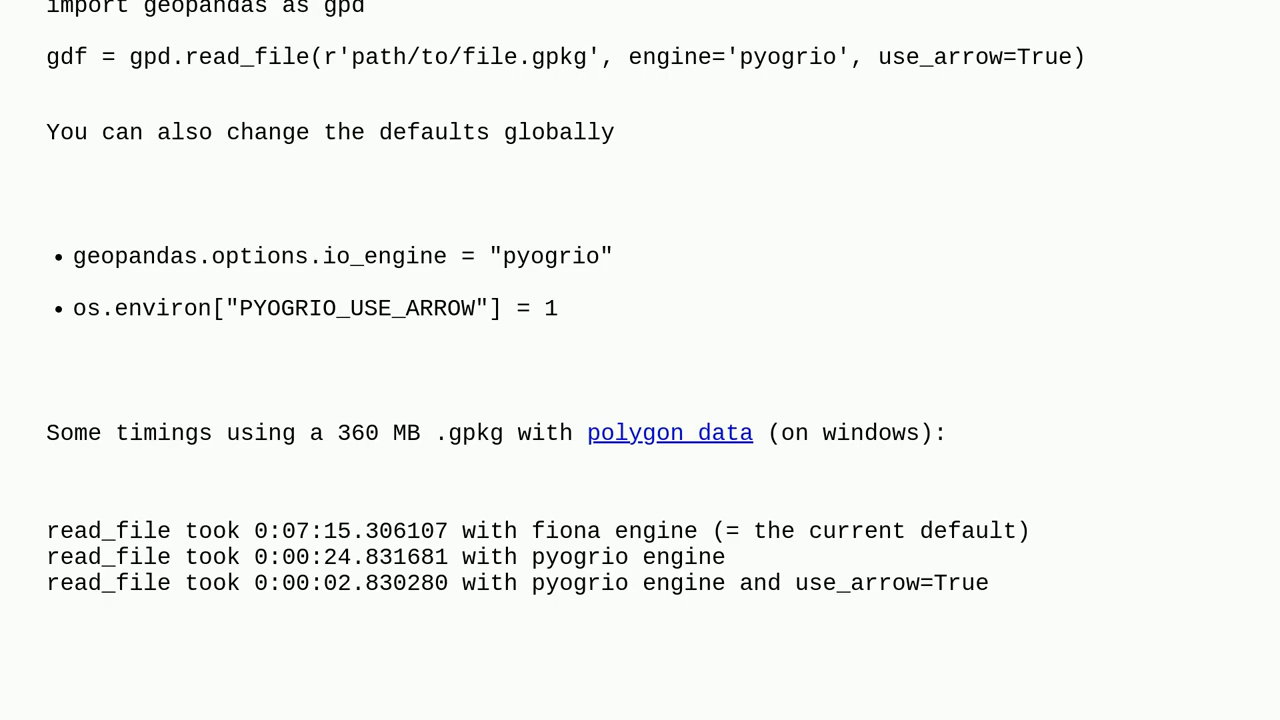 import geopandas as gpd
gdf = gpd.read_file(r'path/to/file.gpkg', engine='pyogrio', use_arrow=True)
You can also change the defaults globally
• geopandas.options.io_engine = "pyogrio"
• os.environ["PYOGRIO_USE_ARROW"] = 1
Some timings using a 360 MB .gpkg with polygon data (on windows):
read_file took 0:07:15.306107 with fiona engine (= the current default)
read_file took 0:00:24.831681 with pyogrio engine
read_file took 0:00:02.830280 with pyogrio engine and use_arrow=True